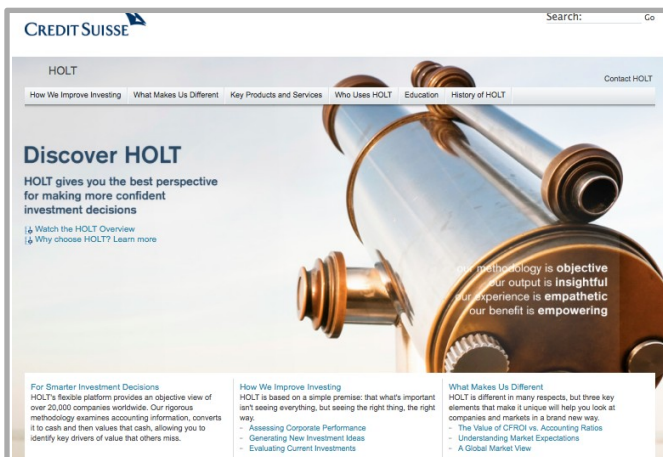 CREDIT SUISSE
Search: Go
HOLT
Contact HOLT
How We Improve Investing What Makes Us Different Key Products and Services Who Uses HOLT Education History of HOLT
Discover HOLT
HOLT gives you the best perspective
for making more confident
investment decisions
Watch the HOLT Overview
Why choose HOLT? Learn more
our methodology is objective
our output is insightful
our experience is empathetic
our benefit is empowering
For Smarter Investment Decisions
HOLT's flexible platform provides an objective view of
over 20,000 companies worldwide. Our rigorous
methodology examines accounting information, converts
it to cash and then values that cash, allowing you to
identify key drivers of value that others miss.
How We Improve Investing
HOLT is based on a simple premise: that what's important
isn't seeing everything, but seeing the right thing, the right
way.
- Assessing Corporate Performance
- Generating New Investment Ideas
- Evaluating Current Investments
What Makes Us Different
HOLT is different in many respects, but three key
elements that make it unique will help you look at
companies and markets in a brand new way.
- The Value of CFROI vs. Accounting Ratios
- Understanding Market Expectations
- A Global Market View